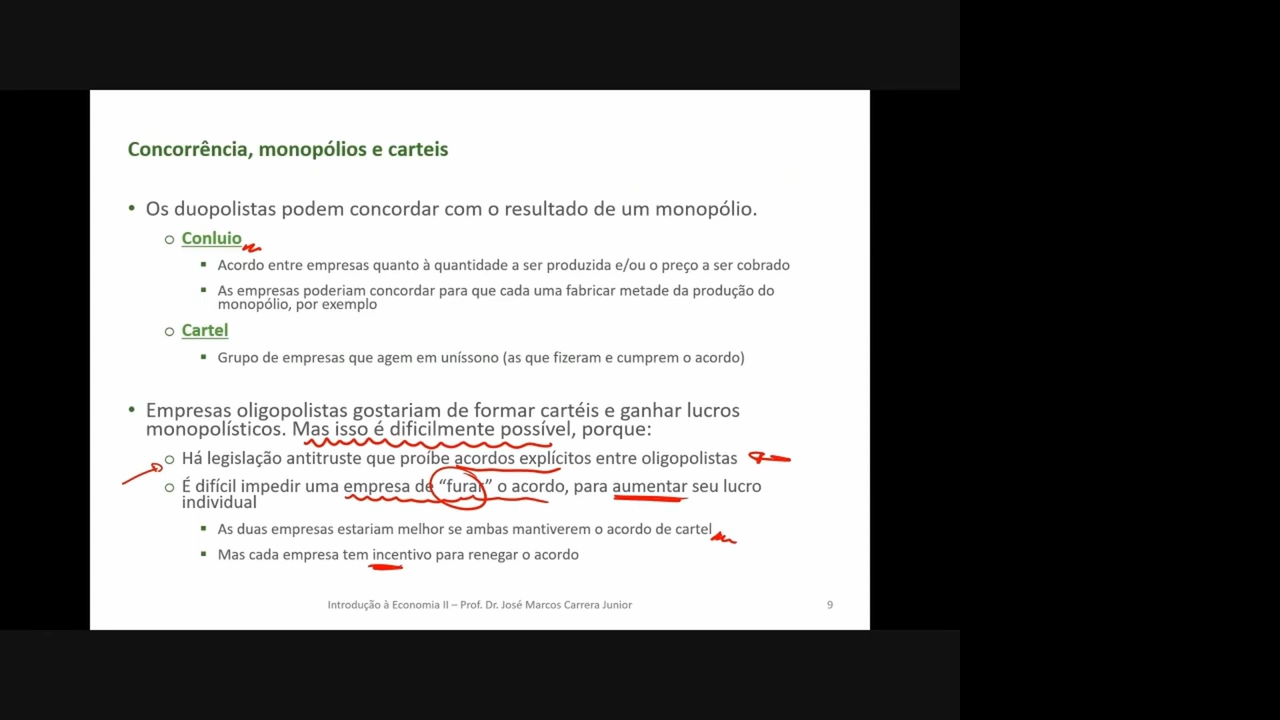 Concorrência, monopólios e carteis
• Os duopolistas podem concordar com o resultado de um monopólio.
o Conluio
▪ Acordo entre empresas quanto à quantidade a ser produzida e/ou o preço a ser cobrado
▪ As empresas poderiam concordar para que cada uma fabricar metade da produção do
monopólio, por exemplo
o Cartel
▪ Grupo de empresas que agem em uníssono (as que fizeram e cumprem o acordo)
• Empresas oligopolistas gostariam de formar cartéis e ganhar lucros
monopolísticos. Mas isso é dificilmente possível, porque:
o Há legislação antitruste que proíbe acordos explícitos entre oligopolistas
o É difícil impedir uma empresa de “furar” o acordo, para aumentar seu lucro
individual
▪ As duas empresas estariam melhor se ambas mantiverem o acordo de cartel
▪ Mas cada empresa tem incentivo para renegar o acordo
Introdução à Economia II – Prof. Dr. José Marcos Carrera Junior
9